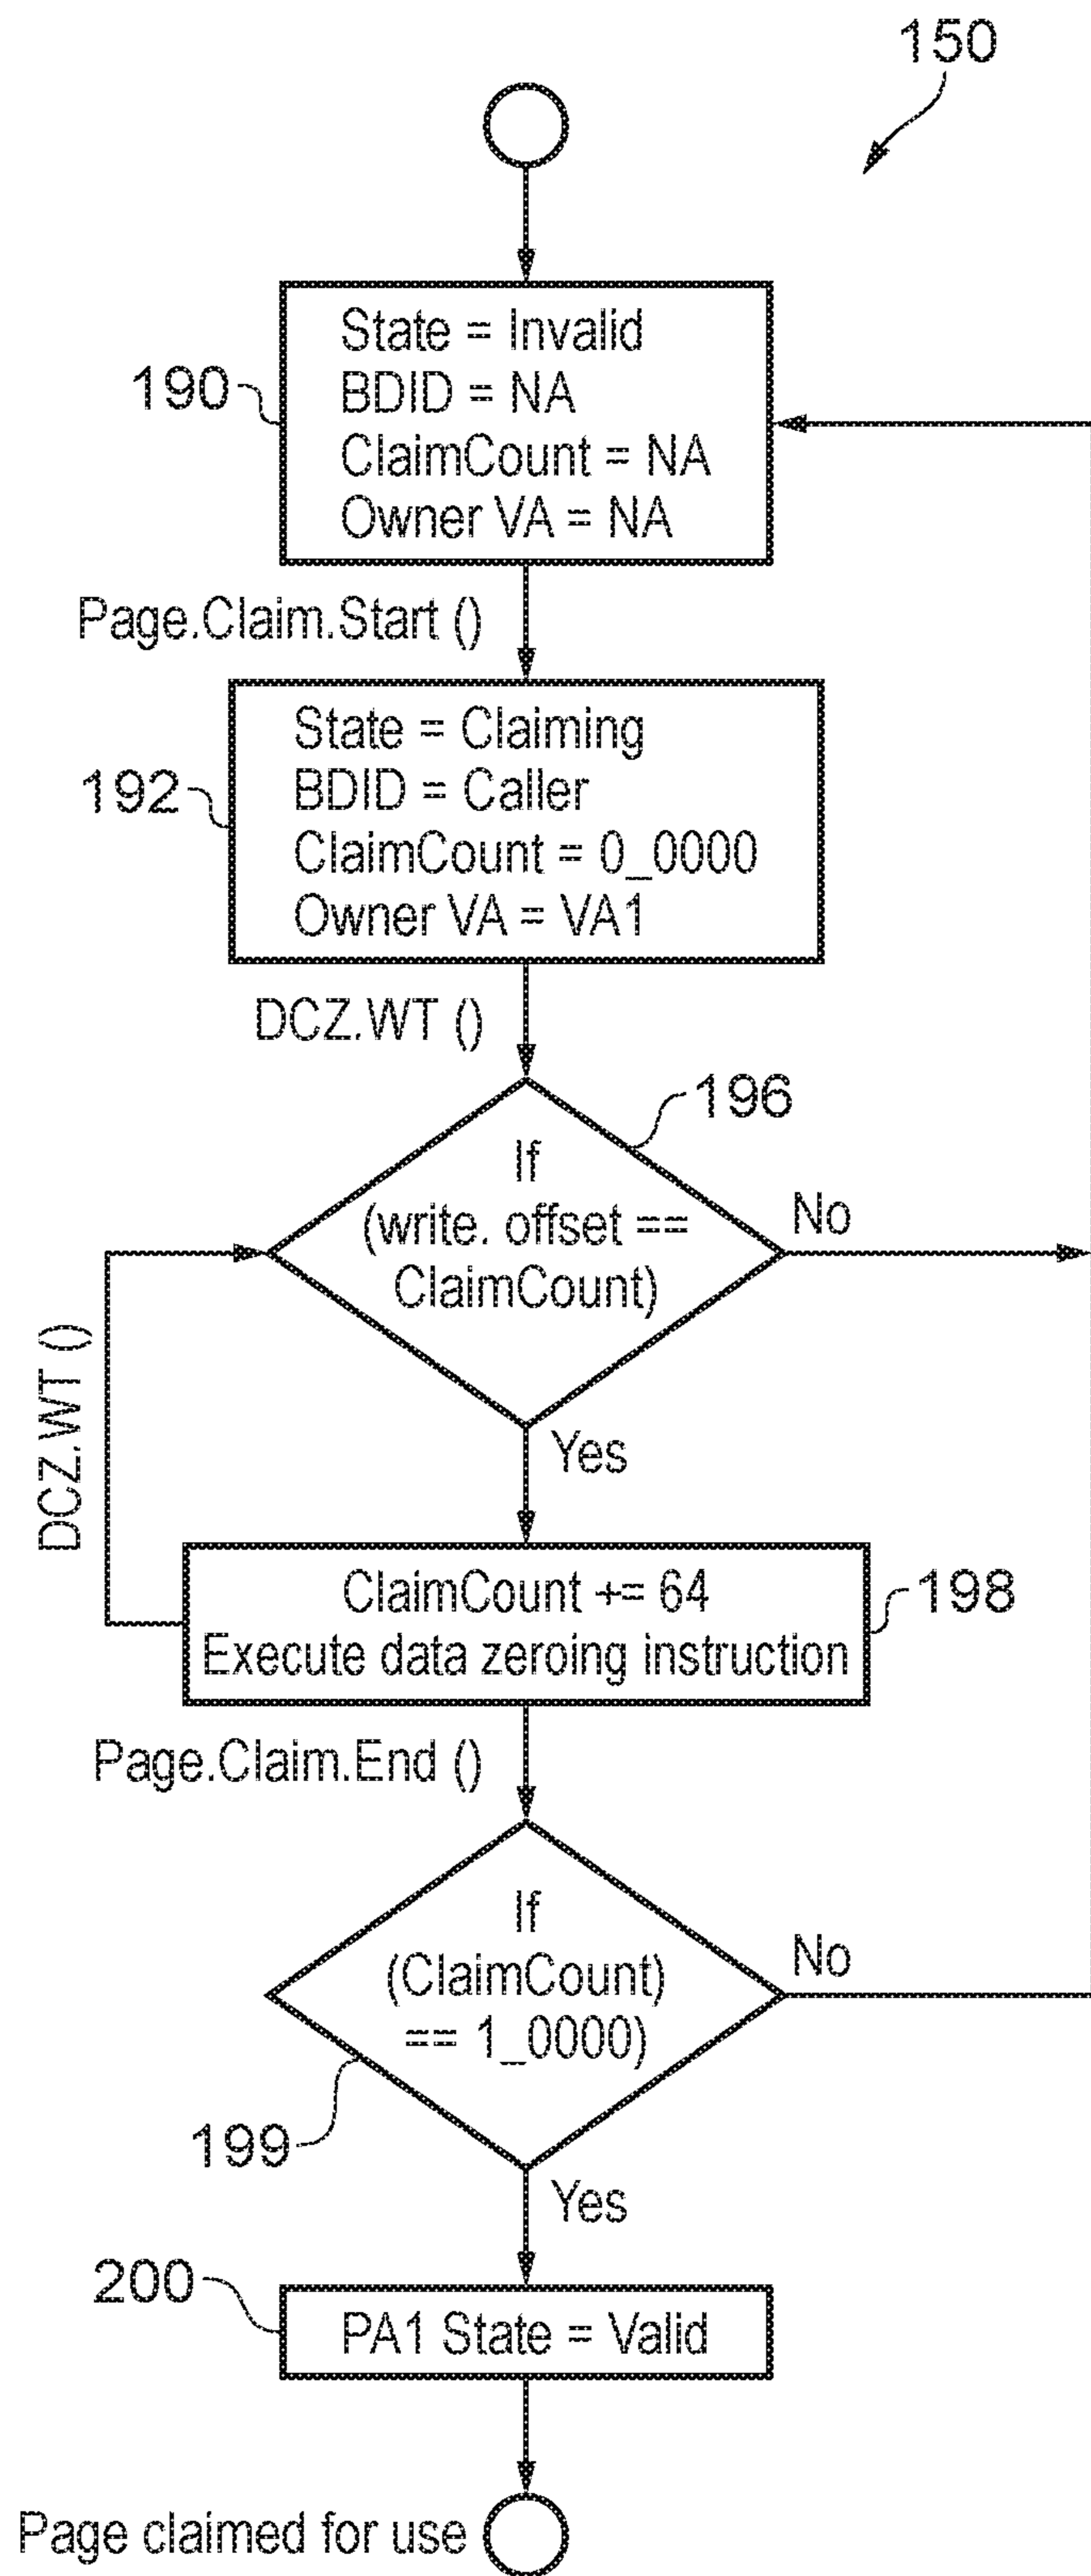 150
State = Invalid
BDID = NA
ClaimCount = NA
Owner VA = NA
190
Page.Claim.Start ()
State = Claiming
BDID = Caller
ClaimCount = 0_0000
Owner VA = VA1
192
DCZ.WT ()
196
If
(write. offset ==
ClaimCount)
No
Yes
DCZ.WT ()
ClaimCount += 64
Execute data zeroing instruction
198
Page.Claim.End ()
If
(ClaimCount)
== 1_0000)
No
199
Yes
200
PA1 State = Valid
Page claimed for use